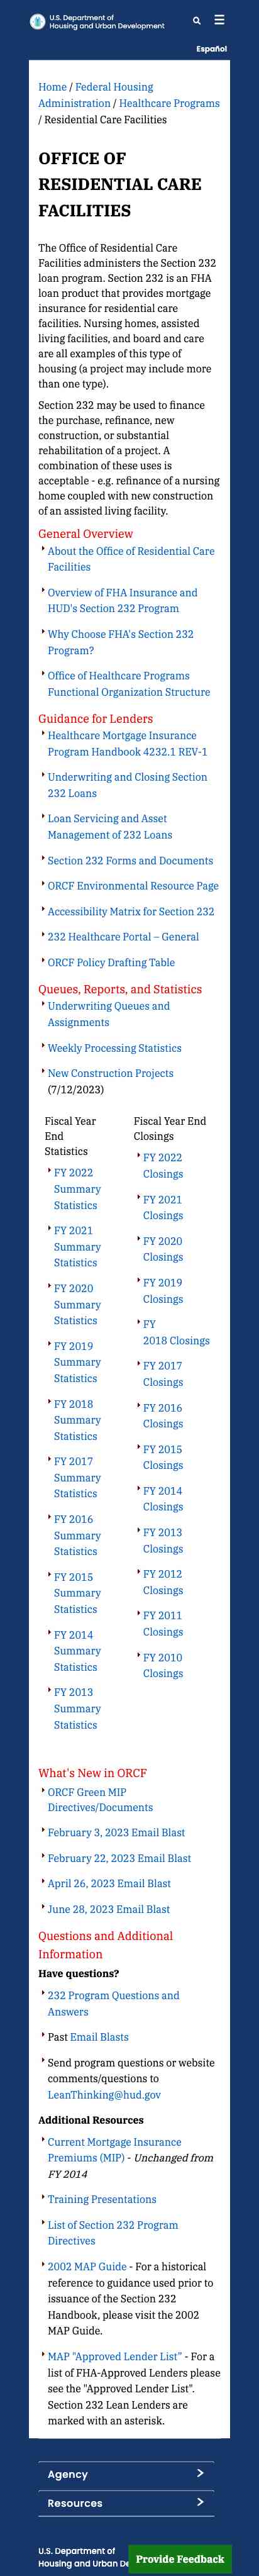 U.S. Department of
Housing and Urban Development
Español
Home / Federal Housing
Administration / Healthcare Programs
/ Residential Care Facilities
OFFICE OF
RESIDENTIAL CARE
FACILITIES
The Office of Residential Care
Facilities administers the Section 232
loan program. Section 232 is an FHA
loan product that provides mortgage
insurance for residential care
facilities. Nursing homes, assisted
living facilities, and board and care
are all examples of this type of
housing (a project may include more
than one type).
Section 232 may be used to finance
the purchase, refinance, new
construction, or substantial
rehabilitation of a project. A
combination of these uses is
acceptable - e.g. refinance of a nursing
home coupled with new construction
of an assisted living facility.
General Overview
About the Office of Residential Care
Facilities
Overview of FHA Insurance and
HUD's Section 232 Program
Why Choose FHA's Section 232
Program?
Office of Healthcare Programs
Functional Organization Structure
Guidance for Lenders
Healthcare Mortgage Insurance
Program Handbook 4232.1 REV-1
Underwriting and Closing Section
232 Loans
Loan Servicing and Asset
Management of 232 Loans
Section 232 Forms and Documents
ORCF Environmental Resource Page
Accessibility Matrix for Section 232
232 Healthcare Portal – General
ORCF Policy Drafting Table
Queues, Reports, and Statistics
Underwriting Queues and
Assignments
Weekly Processing Statistics
New Construction Projects
(7/12/2023)
Fiscal Year
End
Statistics
FY 2022
Summary
Statistics
FY 2021
Summary
Statistics
FY 2020
Summary
Statistics
FY 2019
Summary
Statistics
FY 2018
Summary
Statistics
FY 2017
Summary
Statistics
FY 2016
Summary
Statistics
FY 2015
Summary
Statistics
FY 2014
Summary
Statistics
FY 2013
Summary
Statistics
Fiscal Year End
Closings
FY 2022
Closings
FY 2021
Closings
FY 2020
Closings
FY 2019
Closings
FY
2018 Closings
FY 2017
Closings
FY 2016
Closings
FY 2015
Closings
FY 2014
Closings
FY 2013
Closings
FY 2012
Closings
FY 2011
Closings
FY 2010
Closings
What's New in ORCF
ORCF Green MIP
Directives/Documents
February 3, 2023 Email Blast
February 22, 2023 Email Blast
April 26, 2023 Email Blast
June 28, 2023 Email Blast
Questions and Additional
Information
Have questions?
232 Program Questions and
Answers
Past Email Blasts
Send program questions or website
comments/questions to
LeanThinking@hud.gov
Additional Resources
Current Mortgage Insurance
Premiums (MIP) - Unchanged from
FY 2014
Training Presentations
List of Section 232 Program
Directives
2002 MAP Guide - For a historical
reference to guidance used prior to
issuance of the Section 232
Handbook, please visit the 2002
MAP Guide.
MAP "Approved Lender List" - For a
list of FHA-Approved Lenders please
see the "Approved Lender List".
Section 232 Lean Lenders are
marked with an asterisk.
Agency
Resources
U.S. Department of
Housing and Urban De
Provide Feedback